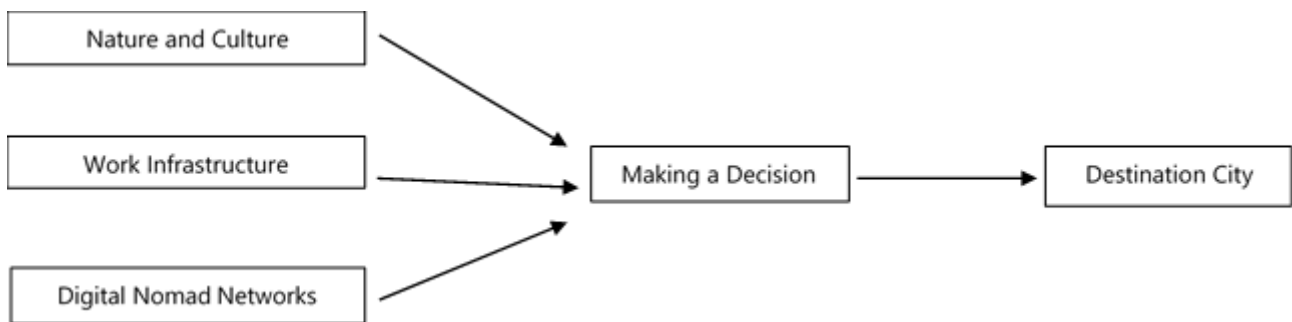 Nature and Culture
Work Infrastructure
Making a Decision
Destination City
Digital Nomad Networks